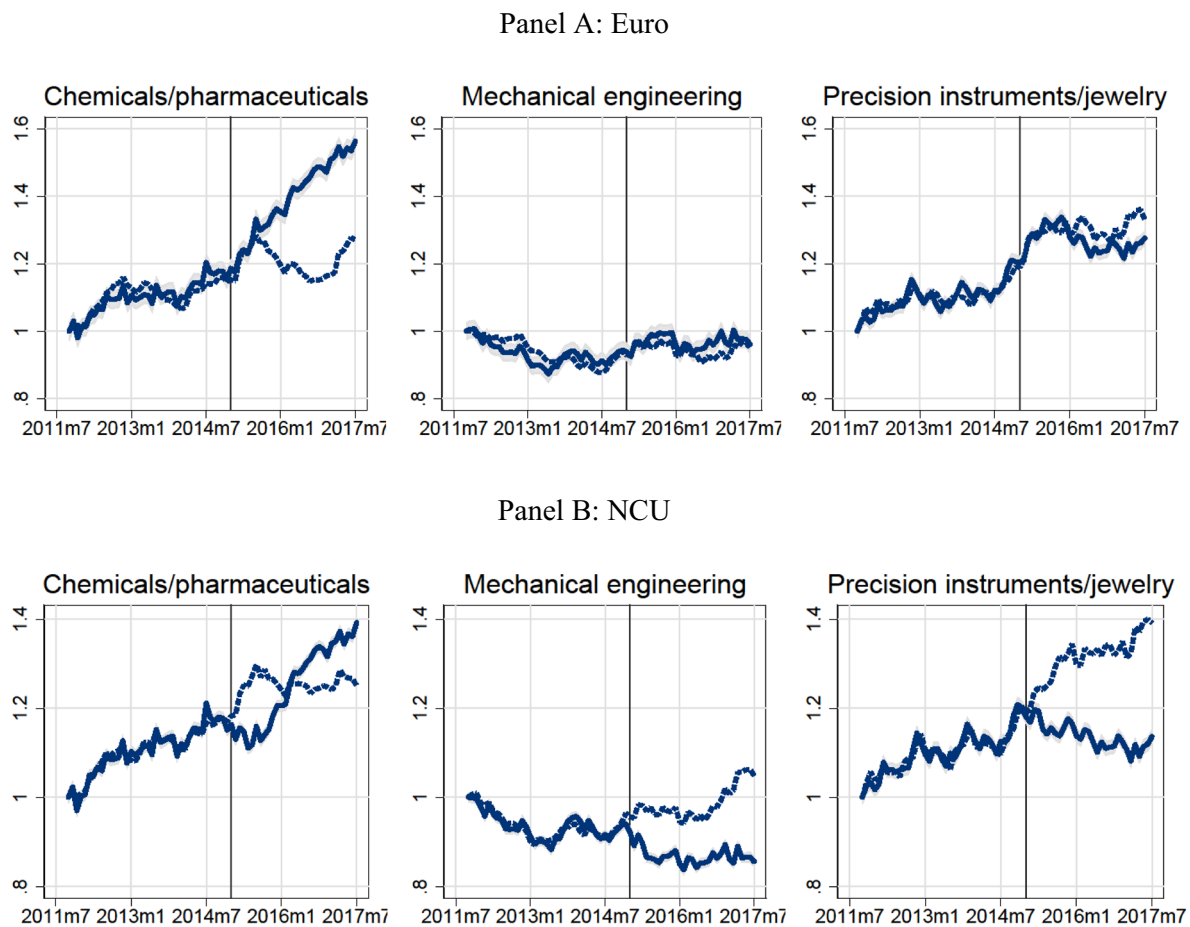 Panel A: Euro
Chemicals/pharmaceuticals
Mechanical engineering
Precision instruments/jewelry
1.6
1.4
1.2
1
.8
2011m7 2013m1 2014m7 2016m1 2017m7
1.6
1.4
1.2
1
.8
2011m7 2013m1 2014m7 2016m1 2017m7
1.6
1.4
1.2
1
.8
2011m7 2013m1 2014m7 2016m1 2017m7
Panel B: NCU
Chemicals/pharmaceuticals
Mechanical engineering
Precision instruments/jewelry
1.4
1.2
1
.8
2011m7 2013m1 2014m7 2016m1 2017m7
1.4
1.2
1
.8
2011m7 2013m1 2014m7 2016m1 2017m7
1.4
1.2
1
.8
2011m7 2013m1 2014m7 2016m1 2017m7